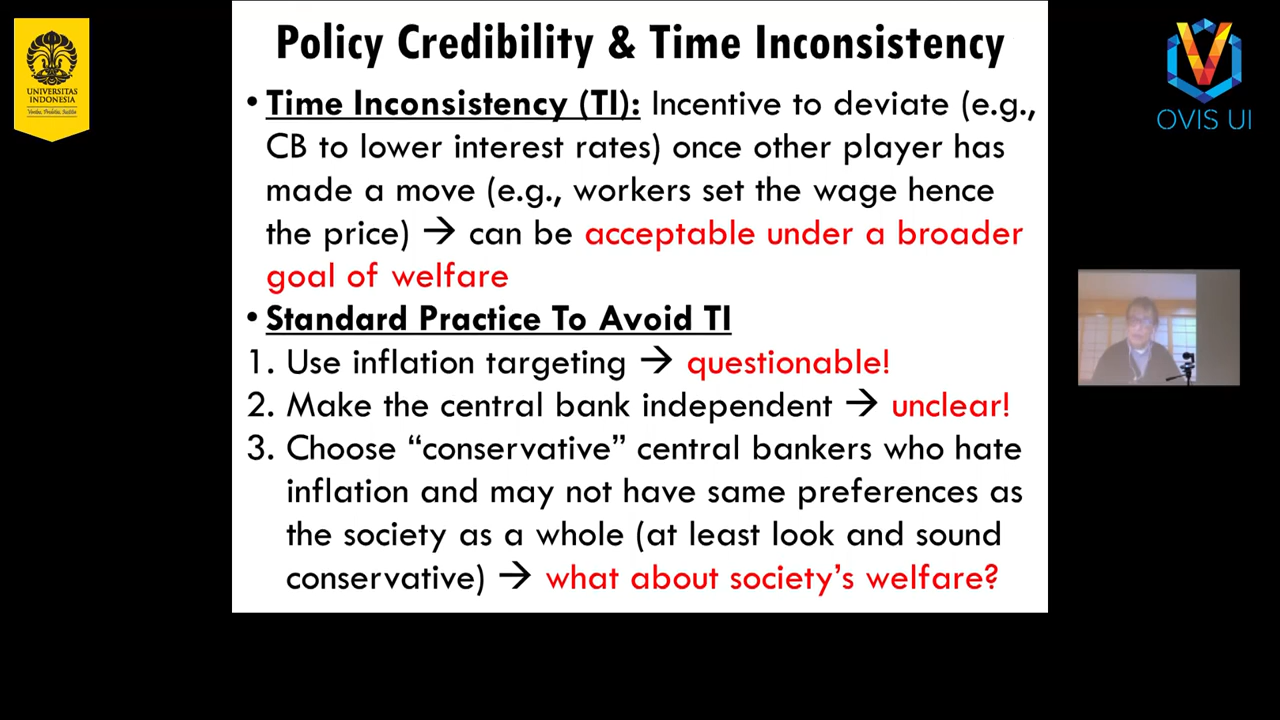 Policy Credibility & Time Inconsistency
• Time Inconsistency (TI): Incentive to deviate (e.g.,
CB to lower interest rates) once other player has
made a move (e.g., workers set the wage hence
the price) → can be acceptable under a broader
goal of welfare
• Standard Practice To Avoid TI
1. Use inflation targeting → questionable!
2. Make the central bank independent → unclear!
3. Choose “conservative” central bankers who hate
inflation and may not have same preferences as
the society as a whole (at least look and sound
conservative) → what about society’s welfare?
UNIVERSITAS
INDONESIA
Veritas, Probitas, Iustitia
OVIS UI